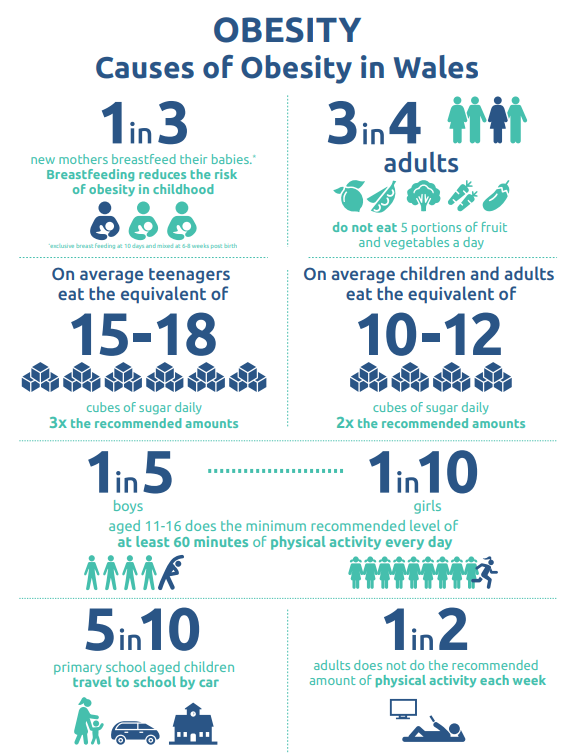 OBESITY
Causes of Obesity in Wales
1in3
new mothers breastfeed their babies.*
Breastfeeding reduces the risk
of obesity in childhood
*exclusive breast feeding at 10 days and mixed at 6-8 weeks post birth
3in4
adults
do not eat 5 portions of fruit
and vegetables a day
On average teenagers
eat the equivalent of
15-18
cubes of sugar daily
3x the recommended amounts
On average children and adults
eat the equivalent of
10-12
cubes of sugar daily
2x the recommended amounts
1in5
boys
1in10
girls
aged 11-16 does the minimum recommended level of
at least 60 minutes of physical activity every day
5in10
primary school aged children
travel to school by car
1in2
adults does not do the recommended
amount of physical activity each week